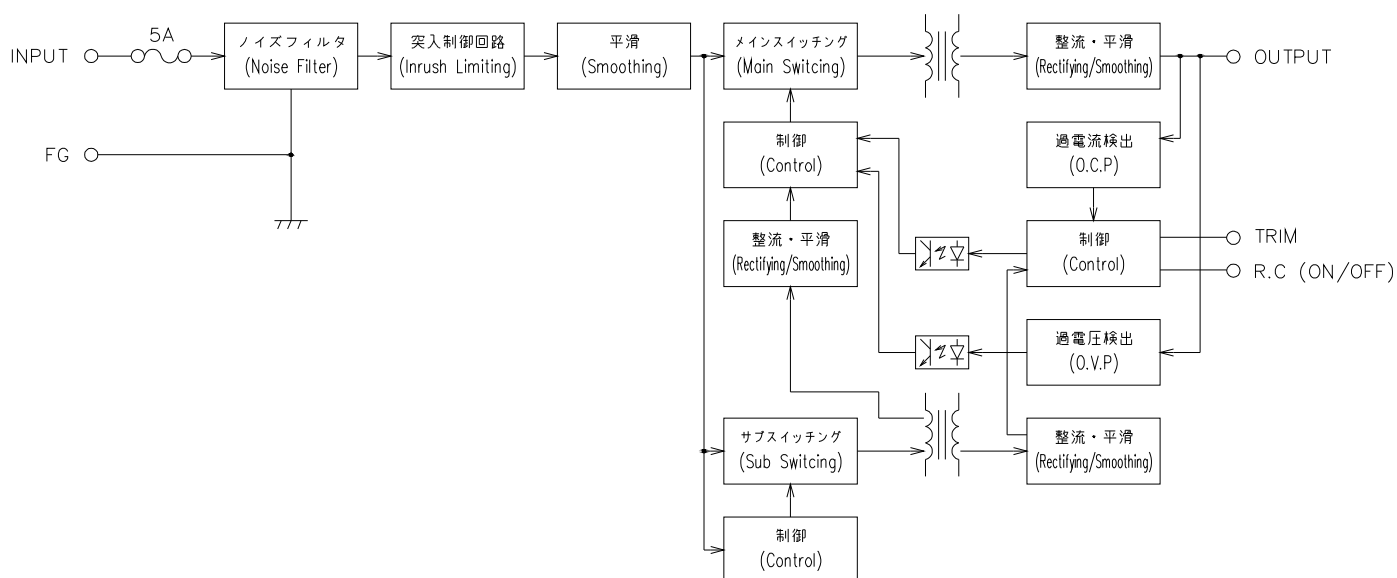 INPUT
5A
ノイズフィルタ
(Noise Filter)
突入制御回路
(Inrush Limiting)
平滑
(Smoothing)
メインスイッチング
(Main Switcing)
整流・平滑
(Rectifying/Smoothing)
OUTPUT
FG
制御
(Control)
過電流検出
(O.C.P)
整流・平滑
(Rectifying/Smoothing)
制御
(Control)
TRIM
R.C (ON/OFF)
過電圧検出
(O.V.P)
サブスイッチング
(Sub Switcing)
整流・平滑
(Rectifying/Smoothing)
制御
(Control)